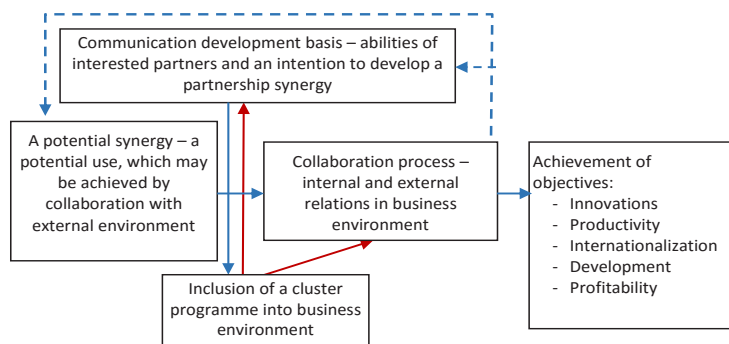 Communication development basis – abilities of
interested partners and an intention to develop a
partnership synergy
A potential synergy – a
potential use, which may
be achieved by
collaboration with
external environment
Collaboration process –
internal and external
relations in business
environment
Achievement of
objectives:
- Innovations
- Productivity
- Internationalization
- Development
- Profitability
Inclusion of a cluster
programme into business
environment